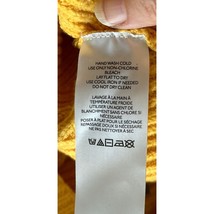 HAND WASH COLD
USE ONLY NON-CHLORINE
BLEACH
LAY FLAT TO DRY
USE COOL IRON IF NEEDED
DO NOT DRY CLEAN
LAVAGE À LA MAIN À
TEMPÉRATURE FROIDE
UTILISER UN AGENT DE
BLANCHIMENT SANS CHLORE SI
NÉCESSAIRE
POSER À PLAT POUR LE SÉCHAGE
REPASSAGE DOUX SI NÉCESSAIRE
NE PAS NETTOYER À SEC